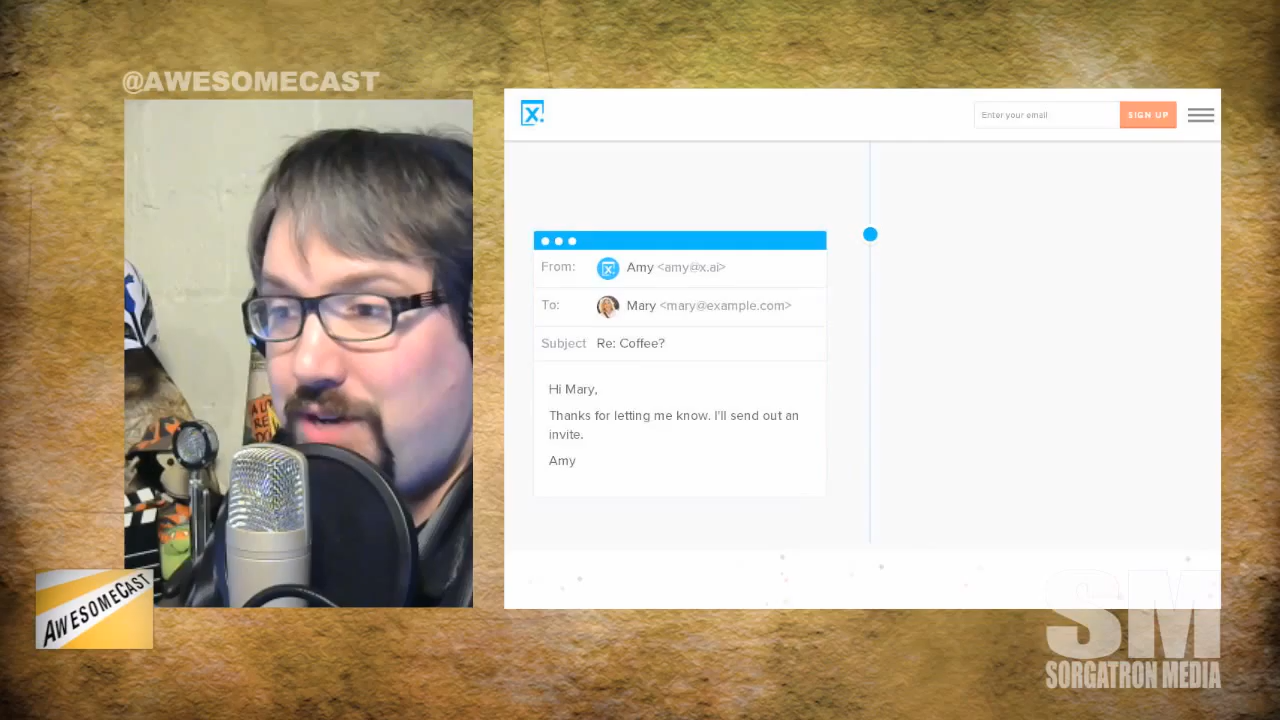 @AWESOMECAST
X.
Enter your email
SIGN UP
From:
Amy <amy@x.ai>
To:
Mary <mary@example.com>
Subject
Re: Coffee?
Hi Mary,
Thanks for letting me know. I'll send out an
invite.
Amy
AWESOMECAST
SM
SORGATRON MEDIA